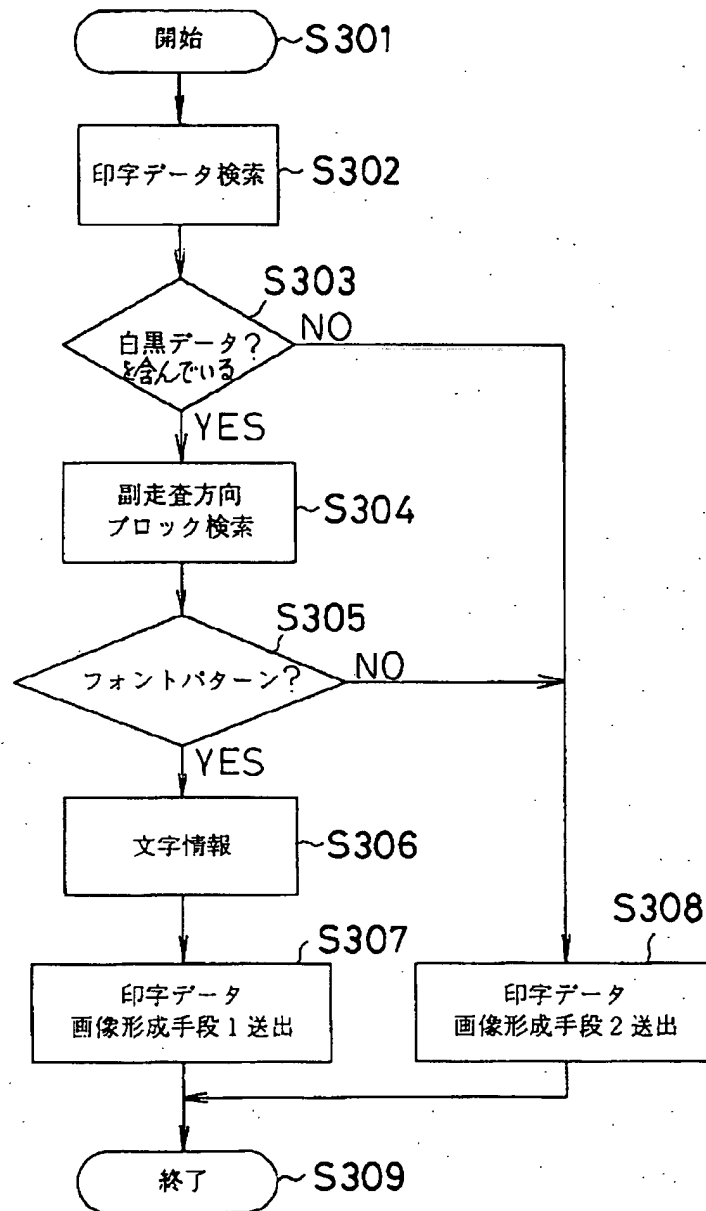 開始
S301
印字データ検索
S302
S303
白黒データ?
を含んでいる
NO
YES
副走査方向
ブロック検索
S304
S305
フォントパターン?
NO
YES
文字情報
S306
S307
印字データ
画像形成手段1送出
S308
印字データ
画像形成手段2送出
終了
S309